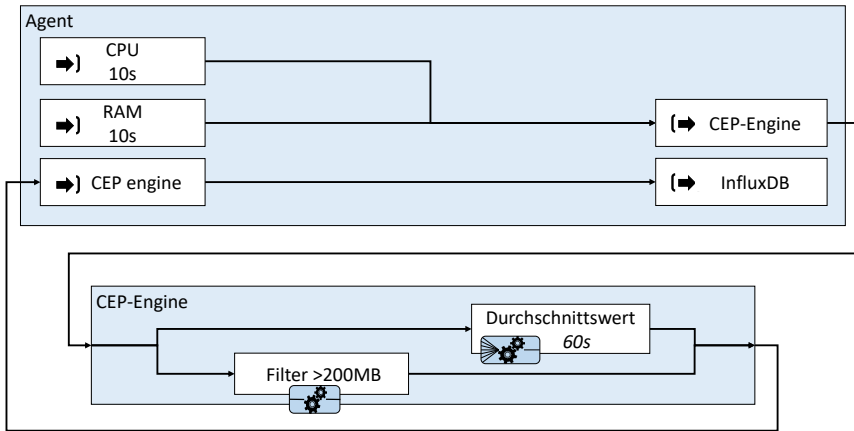 Agent
CPU
10s
RAM
10s
CEP-Engine
CEP engine
InfluxDB
CEP-Engine
Durchschnittswert
60s
Filter >200MB